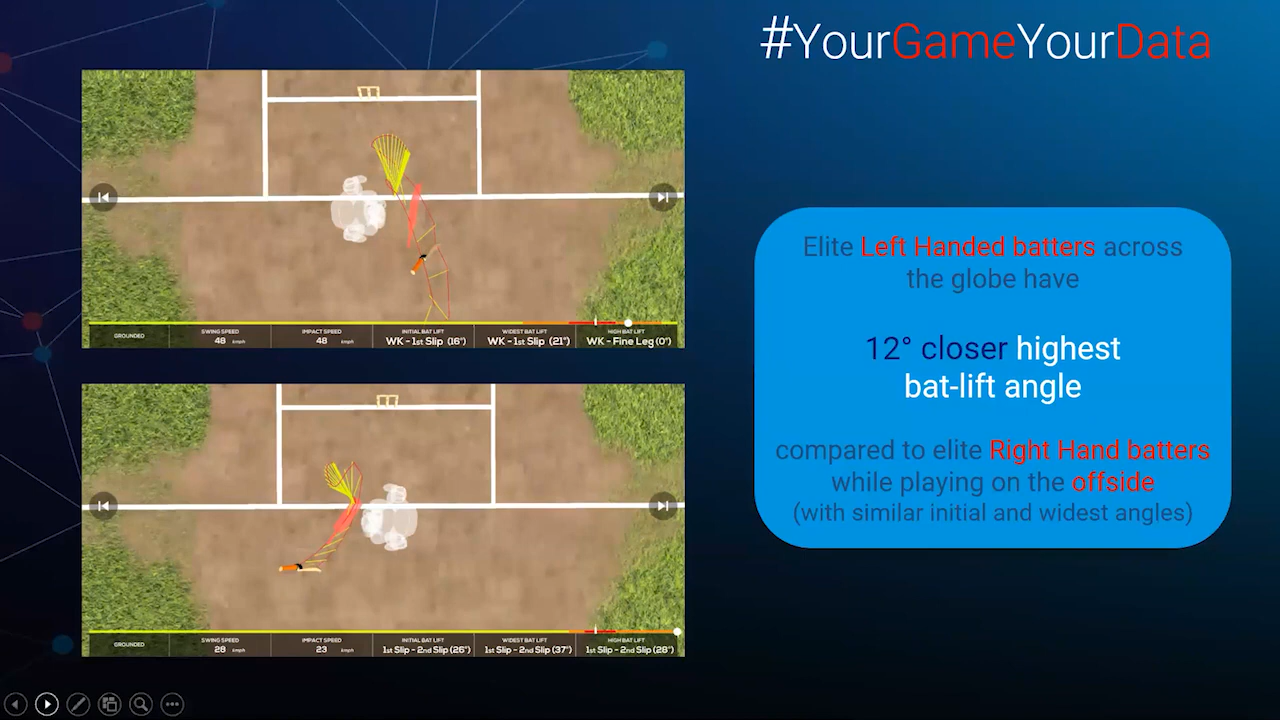 #YourGameYourData
GROUNDED
SWING SPEED
48 kmph
IMPACT SPEED
48 kmph
INITIAL BAT LIFT
WK - 1st Slip (16°)
WIDEST BAT LIFT
WK - 1st Slip (21°)
HIGH BAT LIFT
WK - Fine Leg (0°)
GROUNDED
SWING SPEED
28 kmph
IMPACT SPEED
23 kmph
INITIAL BAT LIFT
1st Slip - 2nd Slip (26°)
WIDEST BAT LIFT
1st Slip - 2nd Slip (37°)
HIGH BAT LIFT
1st Slip - 2nd Slip (28°)
Elite Left Handed batters across
the globe have
12° closer highest
bat-lift angle
compared to elite Right Hand batters
while playing on the offside
(with similar initial and widest angles)